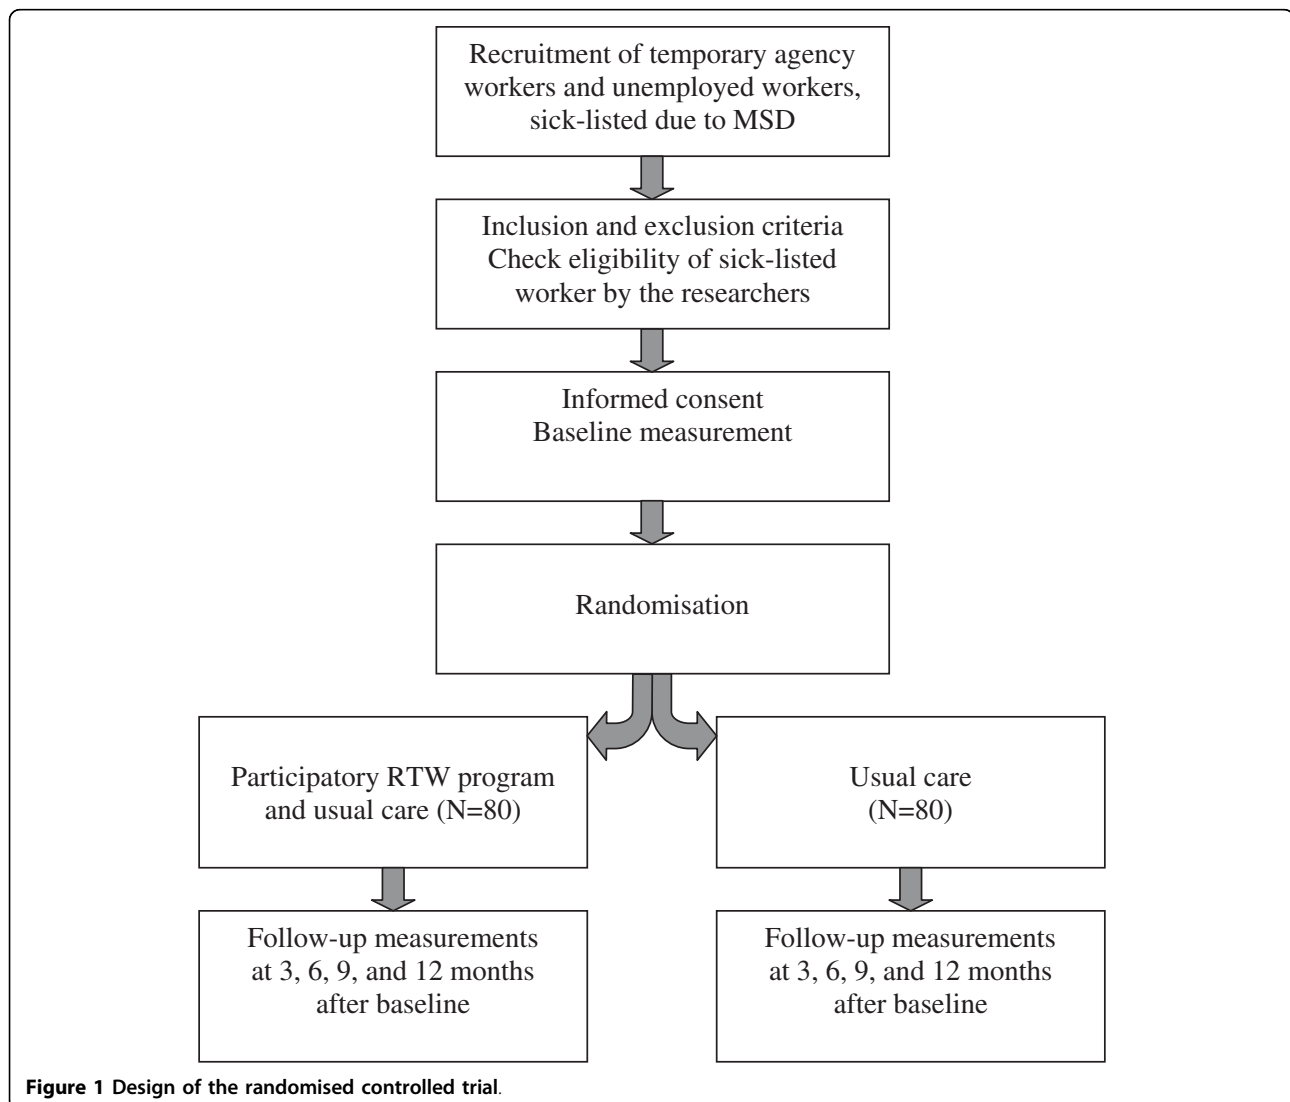 Recruitment of temporary agency
workers and unemployed workers,
sick-listed due to MSD
Inclusion and exclusion criteria
Check eligibility of sick-listed
worker by the researchers
Informed consent
Baseline measurement
Randomisation
Participatory RTW program
and usual care (N=80)
Usual care
(N=80)
Follow-up measurements
at 3, 6, 9, and 12 months
after baseline
Follow-up measurements
at 3, 6, 9, and 12 months
after baseline
Figure 1 Design of the randomised controlled trial.